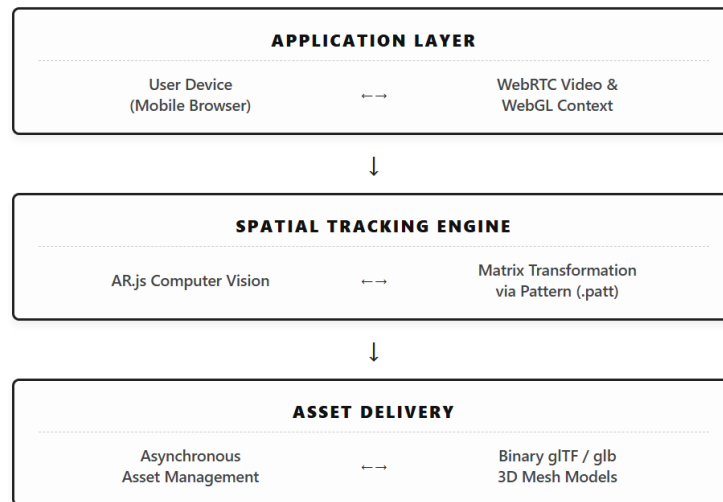 APPLICATION LAYER
User Device
(Mobile Browser)
←→
WebRTC Video &
WebGL Context
↓
SPATIAL TRACKING ENGINE
AR.js Computer Vision
←→
Matrix Transformation
via Pattern (.patt)
↓
ASSET DELIVERY
Asynchronous
Asset Management
←→
Binary glTF / glb
3D Mesh Models